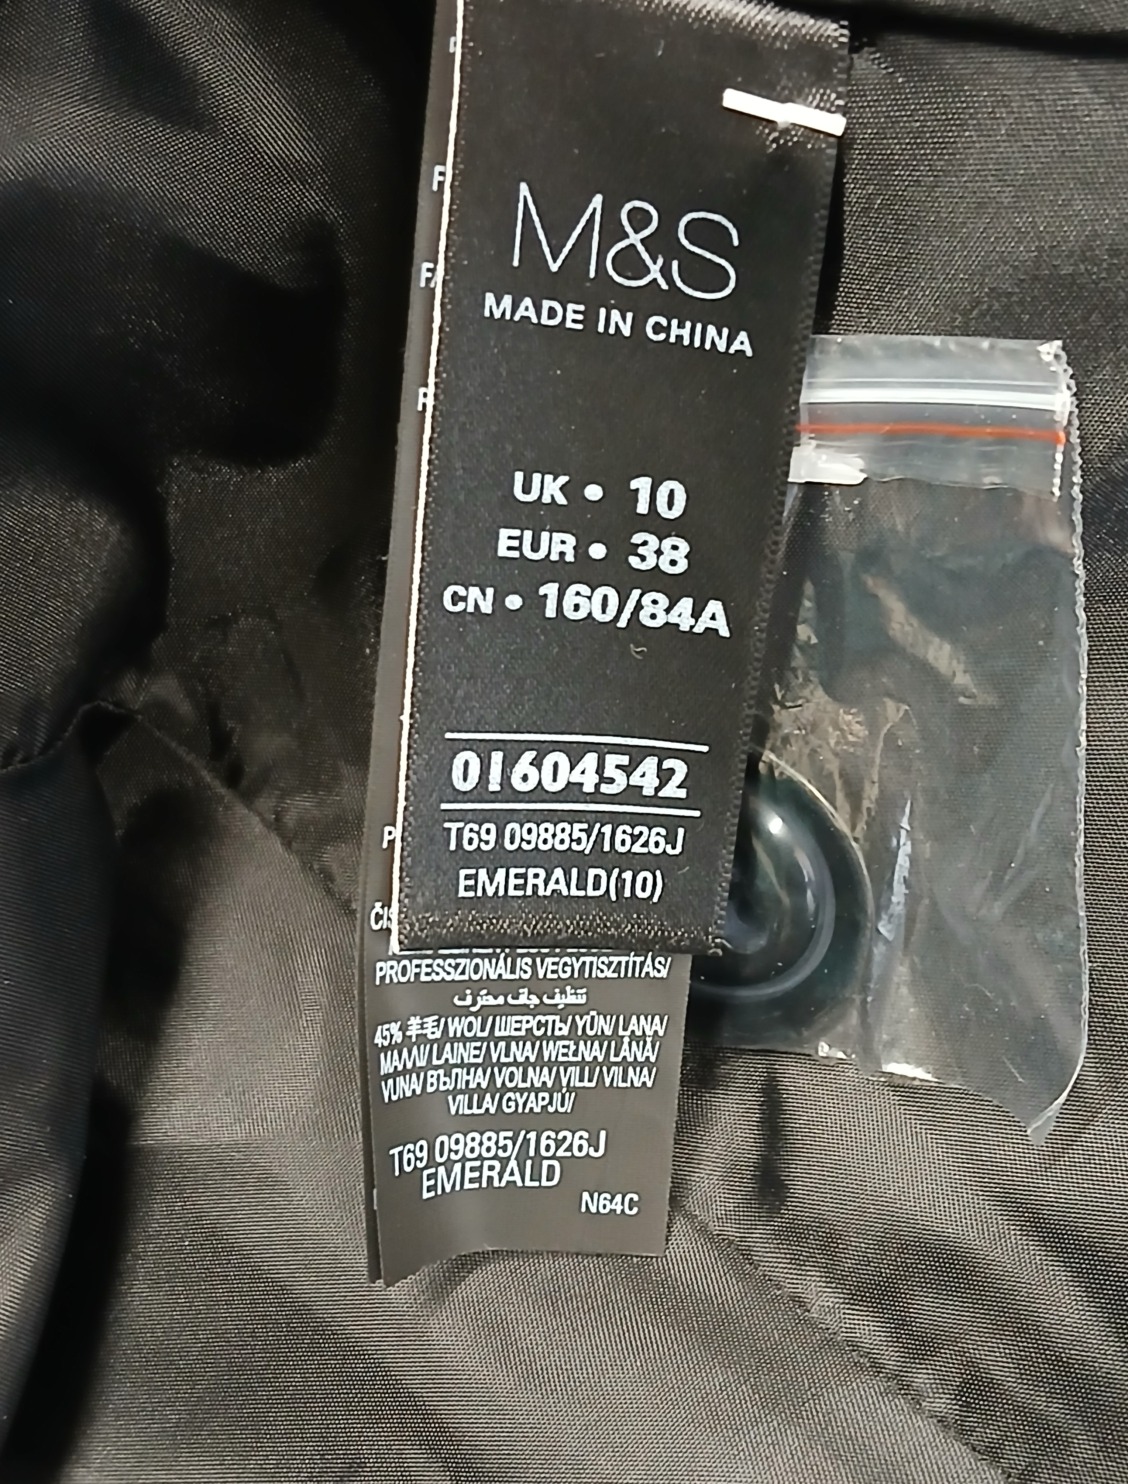 M&S
MADE IN CHINA
UK • 10
EUR • 38
CN • 160/84A
01604542
T69 09885/1626J
EMERALD(10)
PROFESSZIONÁLIS VEGYTISZTÍTÁS/
تنظيف جاف محترف
45% 羊毛/ WOL/ ШЕРСТЬ/ YÜN/ LANA/
ΜΑΛΛΙ/ LAINE/ VLNA/ WEŁNA/ LÂNĂ/
VUNA/ ВЪЛНА/ VOLNA/ VILL/ VILNA/
VILLA/ GYAPJÚ/
T69 09885/1626J
EMERALD
N64C